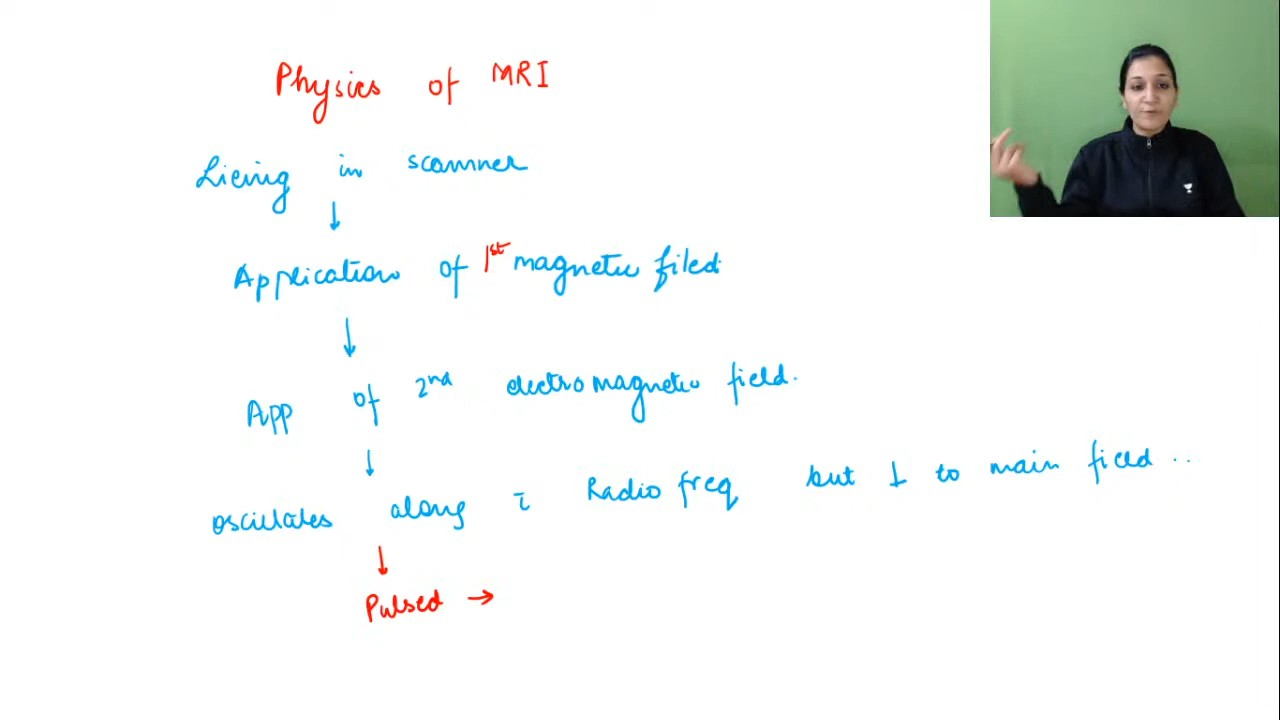 Physics of MRI
Lieing in scanner
↓
Application of 1st magnetic filed
↓
App of 2nd electromagnetic field.
↓
oscillates along c̄ Radio freq but ⊥ to main field ..
↓
Pulsed →